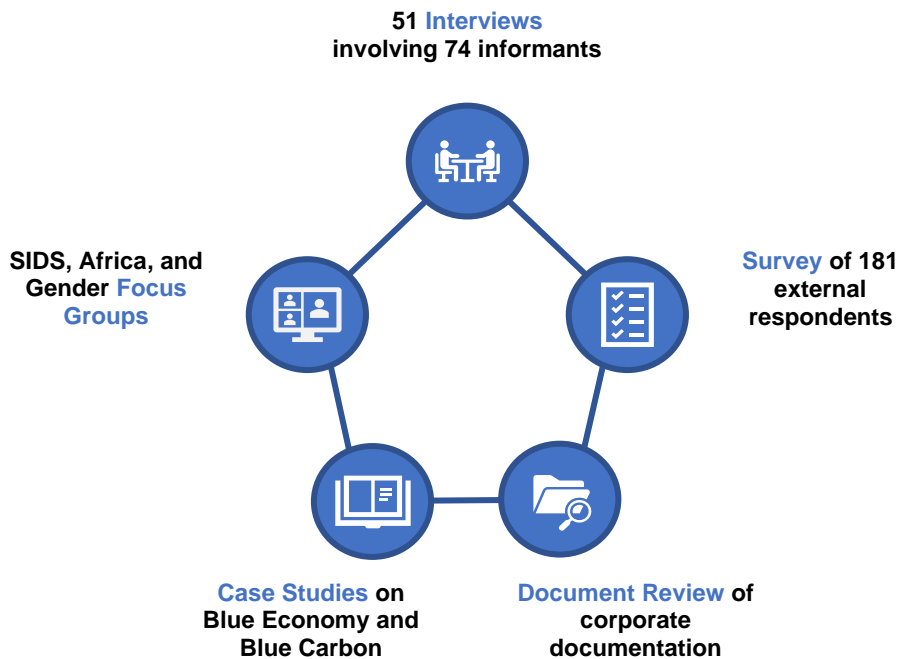 51 Interviews
involving 74 informants
SIDS, Africa, and
Gender Focus
Groups
Survey of 181
external
respondents
Case Studies on
Blue Economy and
Blue Carbon
Document Review of
corporate
documentation